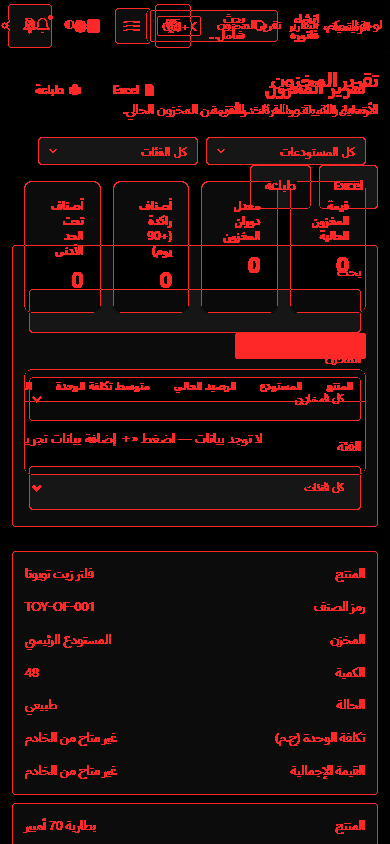 تقرير المخزون
Excel
طباعة
كل المستودعات
كل الفئات
Excel
طباعة
قيمة المخزون الحالية
0
معدل دوران المخزون
0
أصناف راكدة (+90 يوم)
0
أصناف تحت الحد الأدنى
0
المنتج
المستودع
الرصيد الحالي
متوسط تكلفة الوحدة
لا توجد بيانات — اضغط «+ إضافة بيانات
الفئة
كل الفئات
المنتج
فلتر زيت تويوتا
رمز الصنف
TOY-OF-001
المخزن
المستودع الرئيسي
الكمية
48
الحالة
طبيعي
تكلفة الوحدة (ج.م)
غير متاح من الخادم
القيمة الإجمالية
غير متاح من الخادم
المنتج
بطارية 70 أمبير